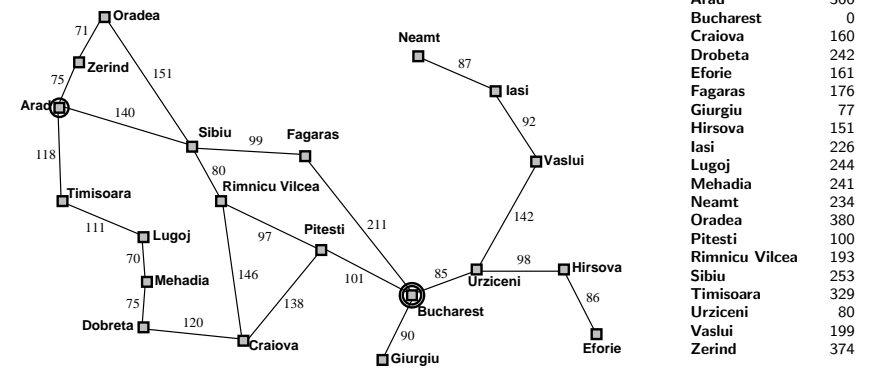 Oradea
71
Neamt
Zerind
87
75
151
Iasi
Arad
140
92
Sibiu
Fagaras
99
118
Vaslui
80
Timisoara
Rimnicu Vilcea
142
211
111
Lugoj
97
Pitesti
70
98
Hirsova
146
85
101
Urziceni
Mehadia
86
75
138
Bucharest
120
Dobreta
90
Craiova
Eforie
Giurgiu
Bucharest 0
Craiova 160
Drobeta 242
Eforie 161
Fagaras 176
Giurgiu 77
Hirsova 151
Iasi 226
Lugoj 244
Mehadia 241
Neamt 234
Oradea 380
Pitesti 100
Rimnicu Vilcea 193
Sibiu 253
Timisoara 329
Urziceni 80
Vaslui 199
Zerind 374